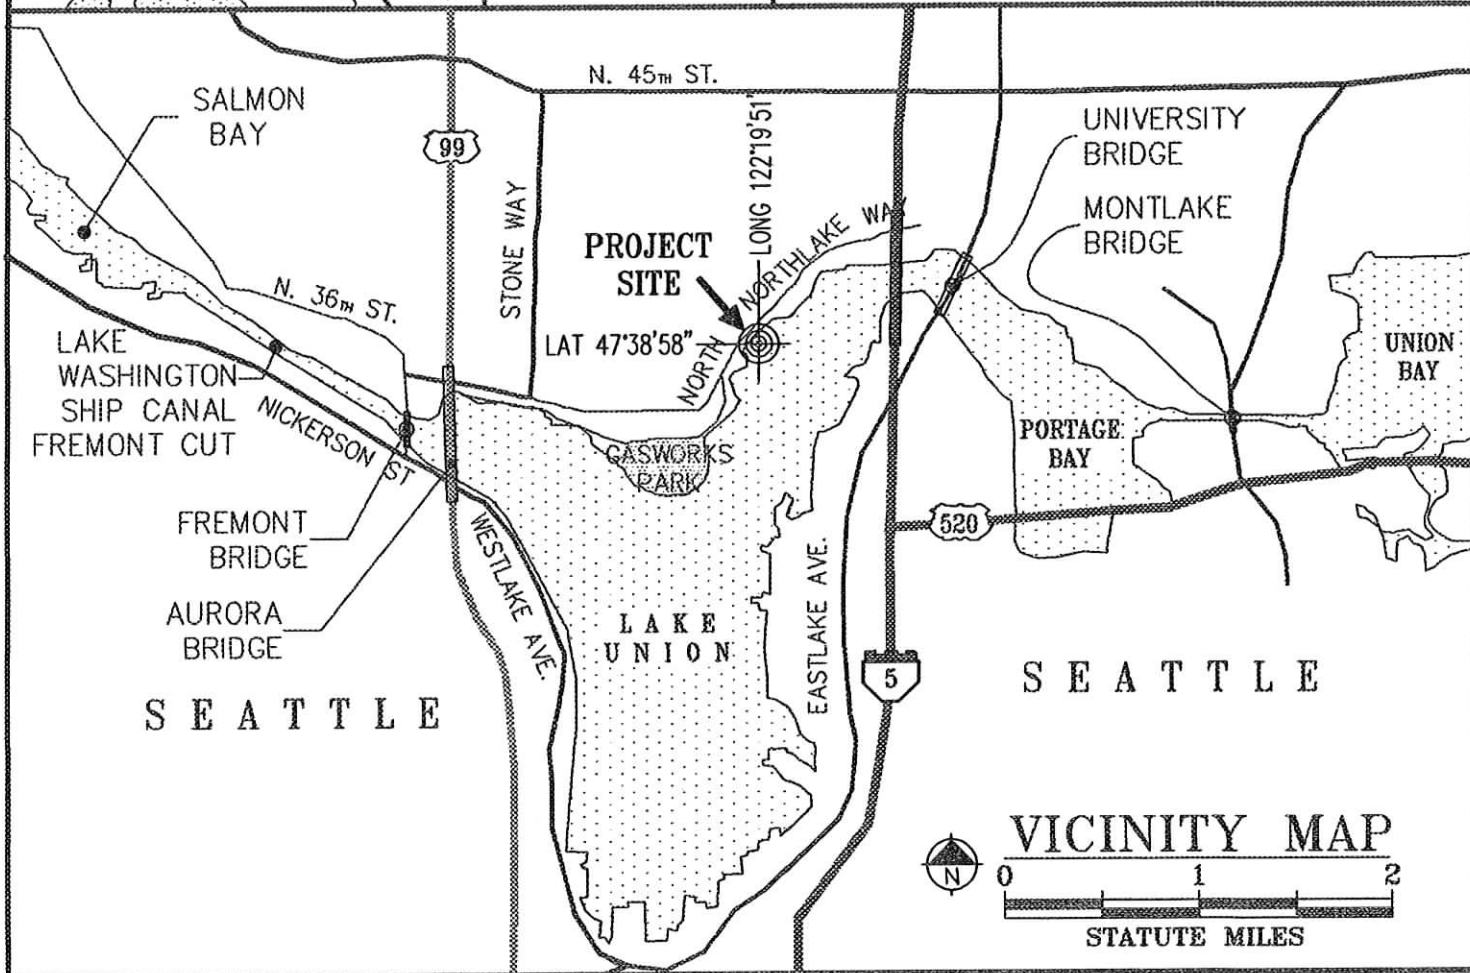 N. 45TH ST.
SALMON
BAY
99
STONE WAY
LONG 122°19'51"
UNIVERSITY
BRIDGE
MONTLAKE
BRIDGE
PROJECT
SITE
NORTH NORTHLAKE WAY
N. 36TH ST.
LAT 47°38'58"
LAKE
WASHINGTON
SHIP CANAL
FREMONT CUT
NICKERSON ST
UNION
BAY
GASWORKS
PARK
PORTAGE
BAY
FREMONT
BRIDGE
520
AURORA
BRIDGE
WESTLAKE AVE.
EASTLAKE AVE.
LAKE
UNION
5
SEATTLE
SEATTLE
VICINITY MAP
N
0 1 2
STATUTE MILES